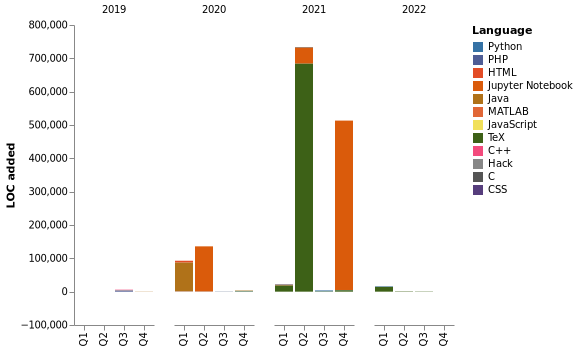 2019 2020 2021 2022
Language
Python
PHP
HTML
Jupyter Notebook
Java
MATLAB
JavaScript
TeX
C++
Hack
C
CSS
LOC added
800,000
700,000
600,000
500,000
400,000
300,000
200,000
100,000
0
−100,000
Q1 Q2 Q3 Q4 Q1 Q2 Q3 Q4 Q1 Q2 Q3 Q4 Q1 Q2 Q3 Q4